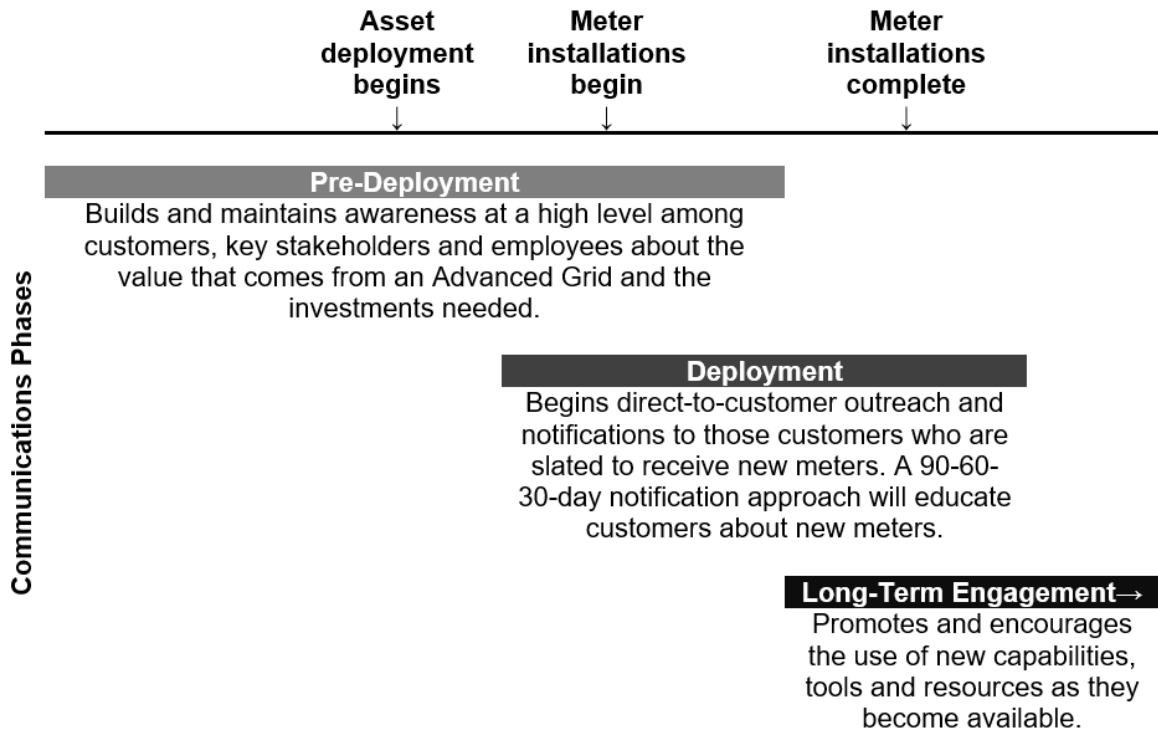 Asset
deployment
begins
↓
Meter
installations
begin
↓
Meter
installations
complete
↓
Communications Phases
Pre-Deployment
Builds and maintains awareness at a high level among
customers, key stakeholders and employees about the
value that comes from an Advanced Grid and the
investments needed.
Deployment
Begins direct-to-customer outreach and
notifications to those customers who are
slated to receive new meters. A 90-60-
30-day notification approach will educate
customers about new meters.
Long-Term Engagement→
Promotes and encourages
the use of new capabilities,
tools and resources as they
become available.